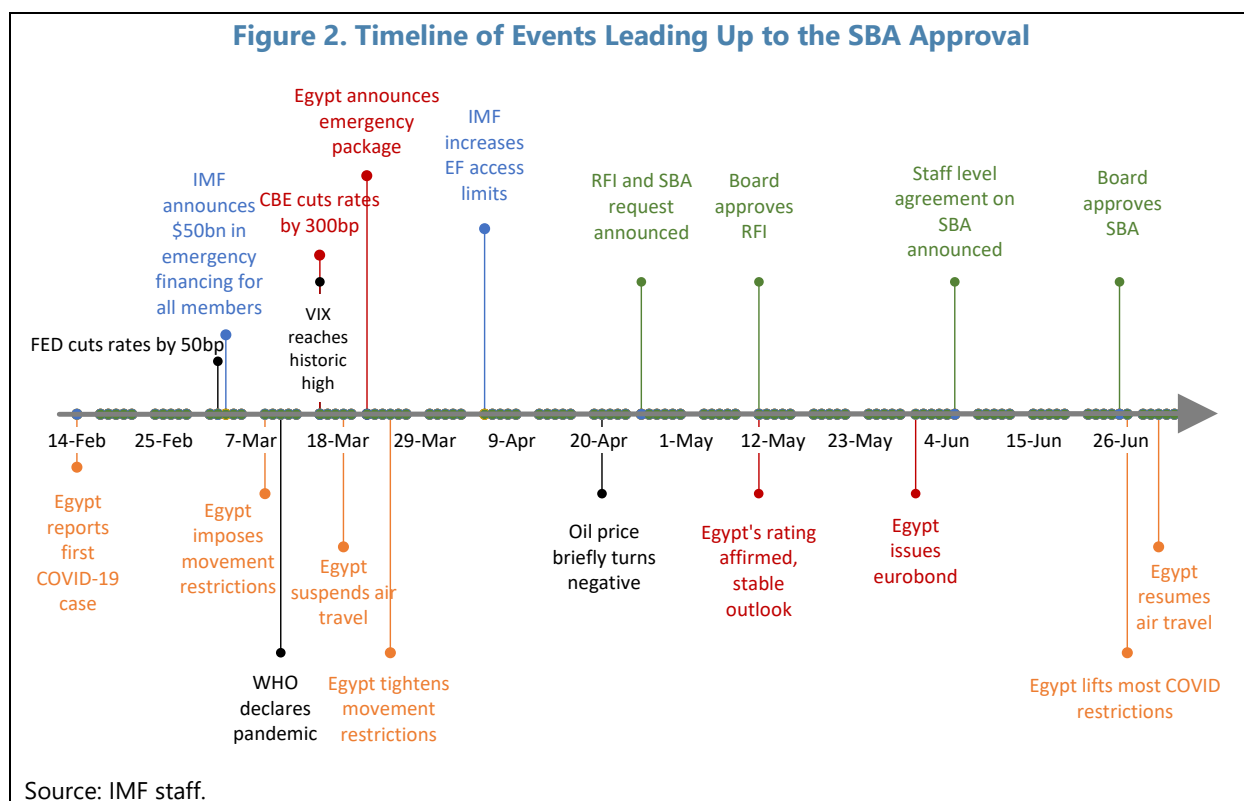 Figure 2. Timeline of Events Leading Up to the SBA Approval
Egypt announces
emergency
package
IMF
increases
EF access
limits
IMF
announces
$50bn in
emergency
financing for
all members
CBE cuts rates
by 300bp
RFI and SBA
request
announced
Board
approves
RFI
Staff level
agreement on
SBA
announced
Board
approves
SBA
FED cuts rates by 50bp
VIX
reaches
historic
high
14-Feb
25-Feb
7-Mar
18-Mar
29-Mar
9-Apr
20-Apr
1-May
12-May
23-May
4-Jun
15-Jun
26-Jun
Egypt
reports
first
COVID-19
case
Egypt
imposes
movement
restrictions
WHO
declares
pandemic
Egypt
suspends air
travel
Egypt tightens
movement
restrictions
Oil price
briefly turns
negative
Egypt's rating
affirmed,
stable
outlook
Egypt
issues
eurobond
Egypt
resumes
air travel
Egypt lifts most COVID
restrictions
Source: IMF staff.